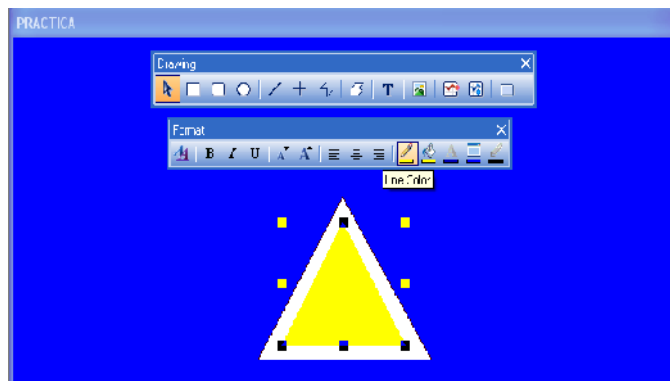 PRACTICA
Drawing
T
Format
B I U A A
Line Color